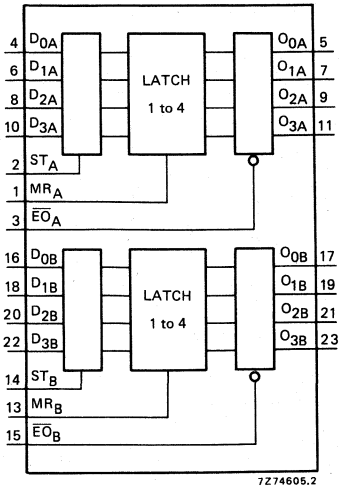 4 D0A O0A 5
6 D1A O1A 7
8 D2A LATCH O2A 9
10 D3A 1 to 4 O3A 11
2 STA
1 MRA
3 E̅O̅A
16 D0B O0B 17
18 D1B LATCH O1B 19
20 D2B 1 to 4 O2B 21
22 D3B O3B 23
14 STB
13 MRB
15 E̅O̅B
7Z74605.2